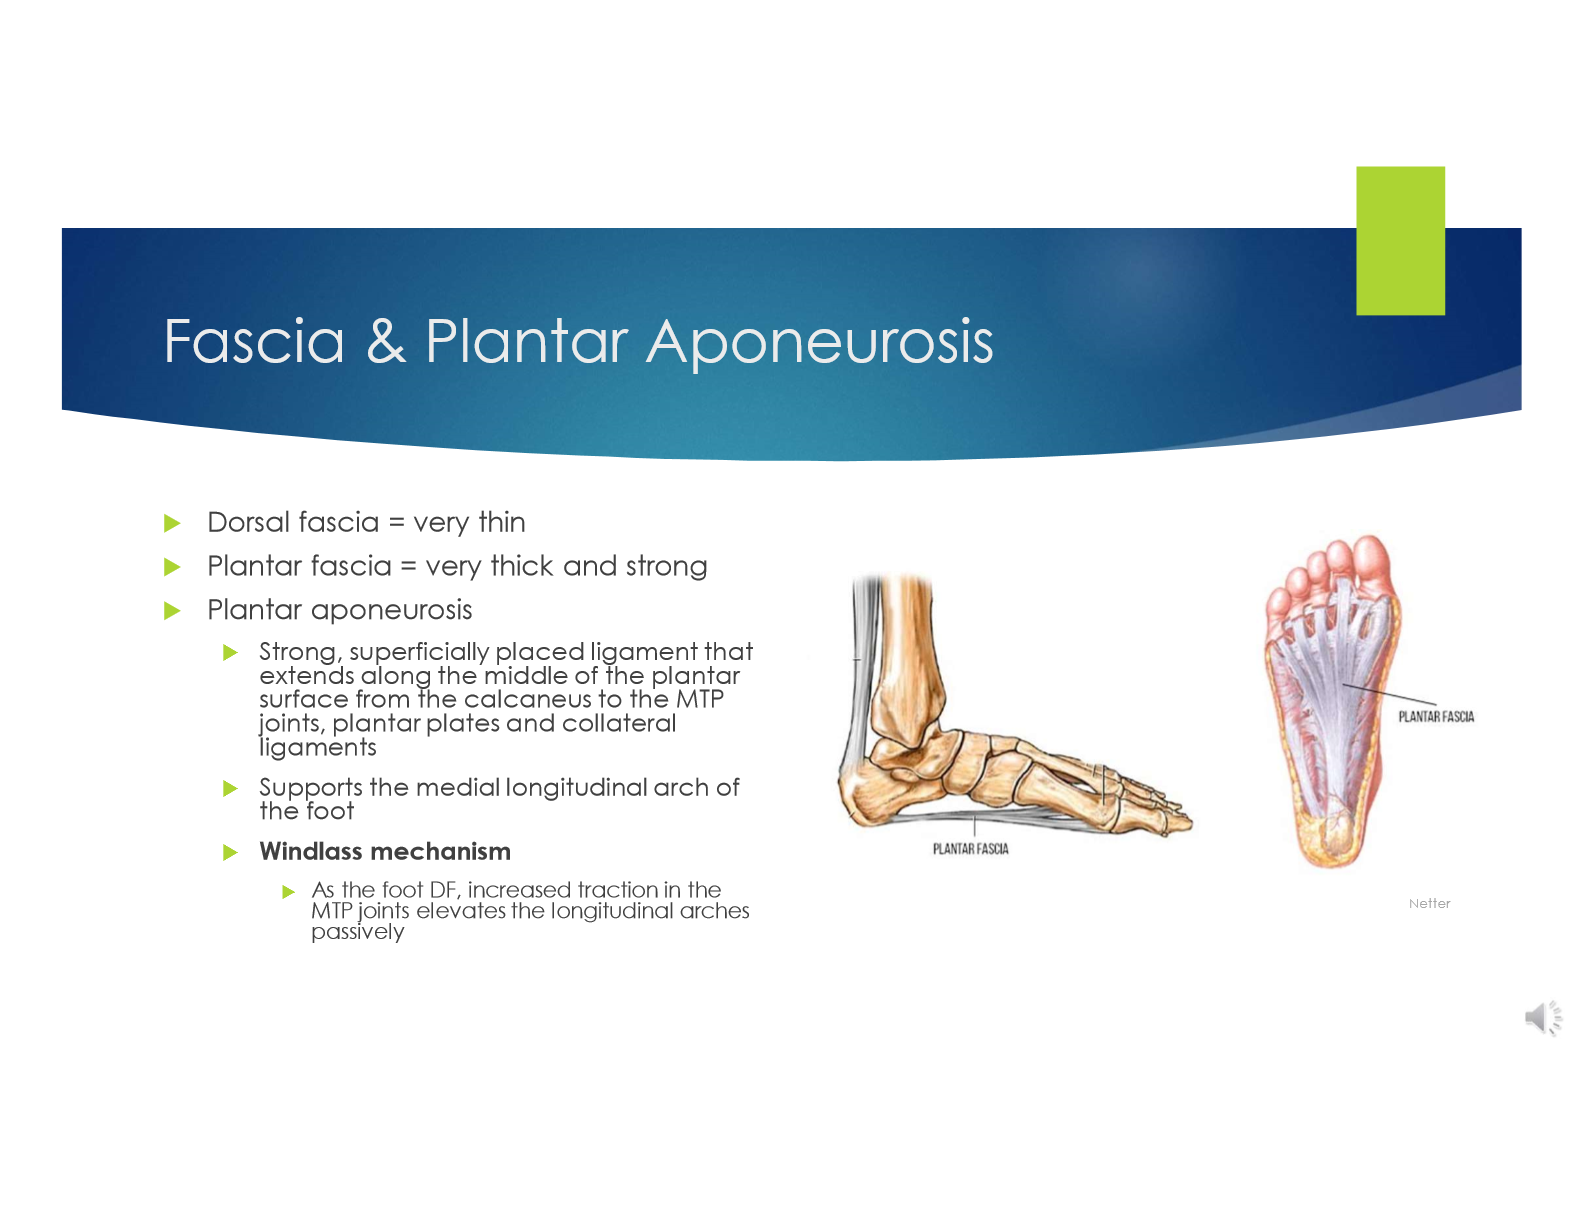 Fascia & Plantar Aponeurosis
Dorsal fascia = very thin
Plantar fascia = very thick and strong
Plantar aponeurosis
Strong, superficially placed ligament that
extends along the middle of the plantar
surface from the calcaneus to the MTP
joints, plantar plates and collateral
ligaments
Supports the medial longitudinal arch of
the foot
Windlass mechanism
As the foot DF, increased traction in the
MTP joints elevates the longitudinal arches
passively
PLANTAR FASCIA
PLANTAR FASCIA
Netter